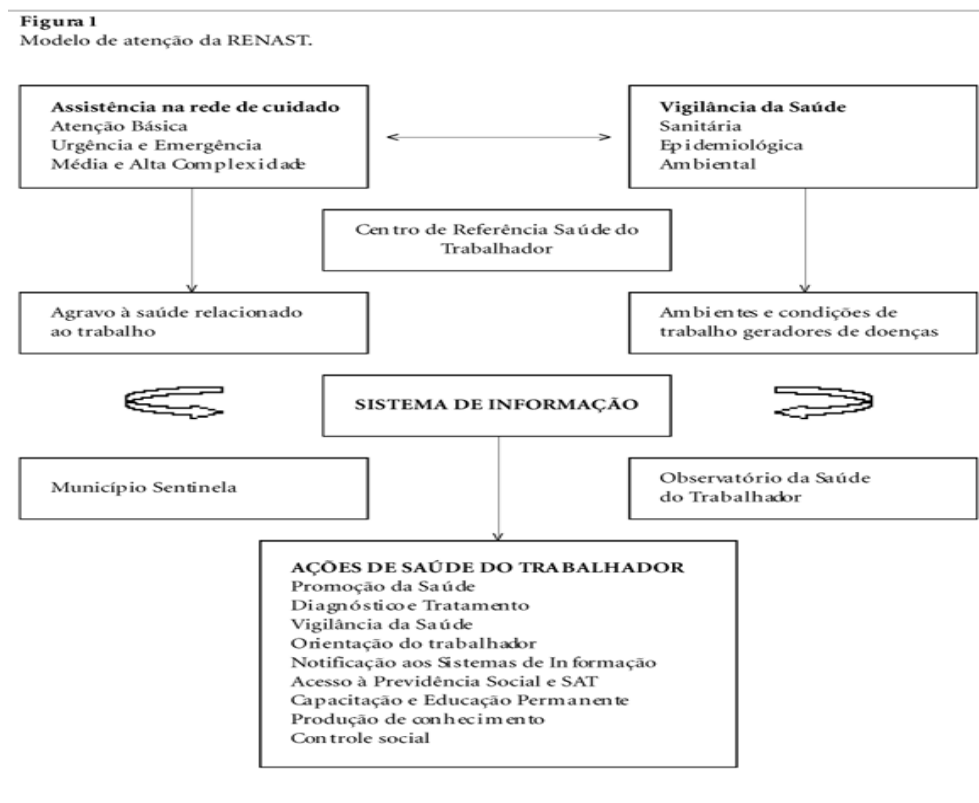 Figura 1
Modelo de atenção da RENAST.
Assistência na rede de cuidado
Atenção Básica
Urgência e Emergência
Média e Alta Complexidade
Vigilância da Saúde
Sanitária
Epidemiológica
Ambiental
Centro de Referência Saúde do
Trabalhador
Agravo à saúde relacionado
ao trabalho
Ambientes e condições de
trabalho geradores de doenças
SISTEMA DE INFORMAÇÃO
Município Sentinela
Observatório da Saúde
do Trabalhador
AÇÕES DE SAÚDE DO TRABALHADOR
Promoção da Saúde
Diagnóstico e Tratamento
Vigilância da Saúde
Orientação do trabalhador
Notificação aos Sistemas de Informação
Acesso à Previdência Social e SAT
Capacitação e Educação Permanente
Produção de conhecimento
Controle social